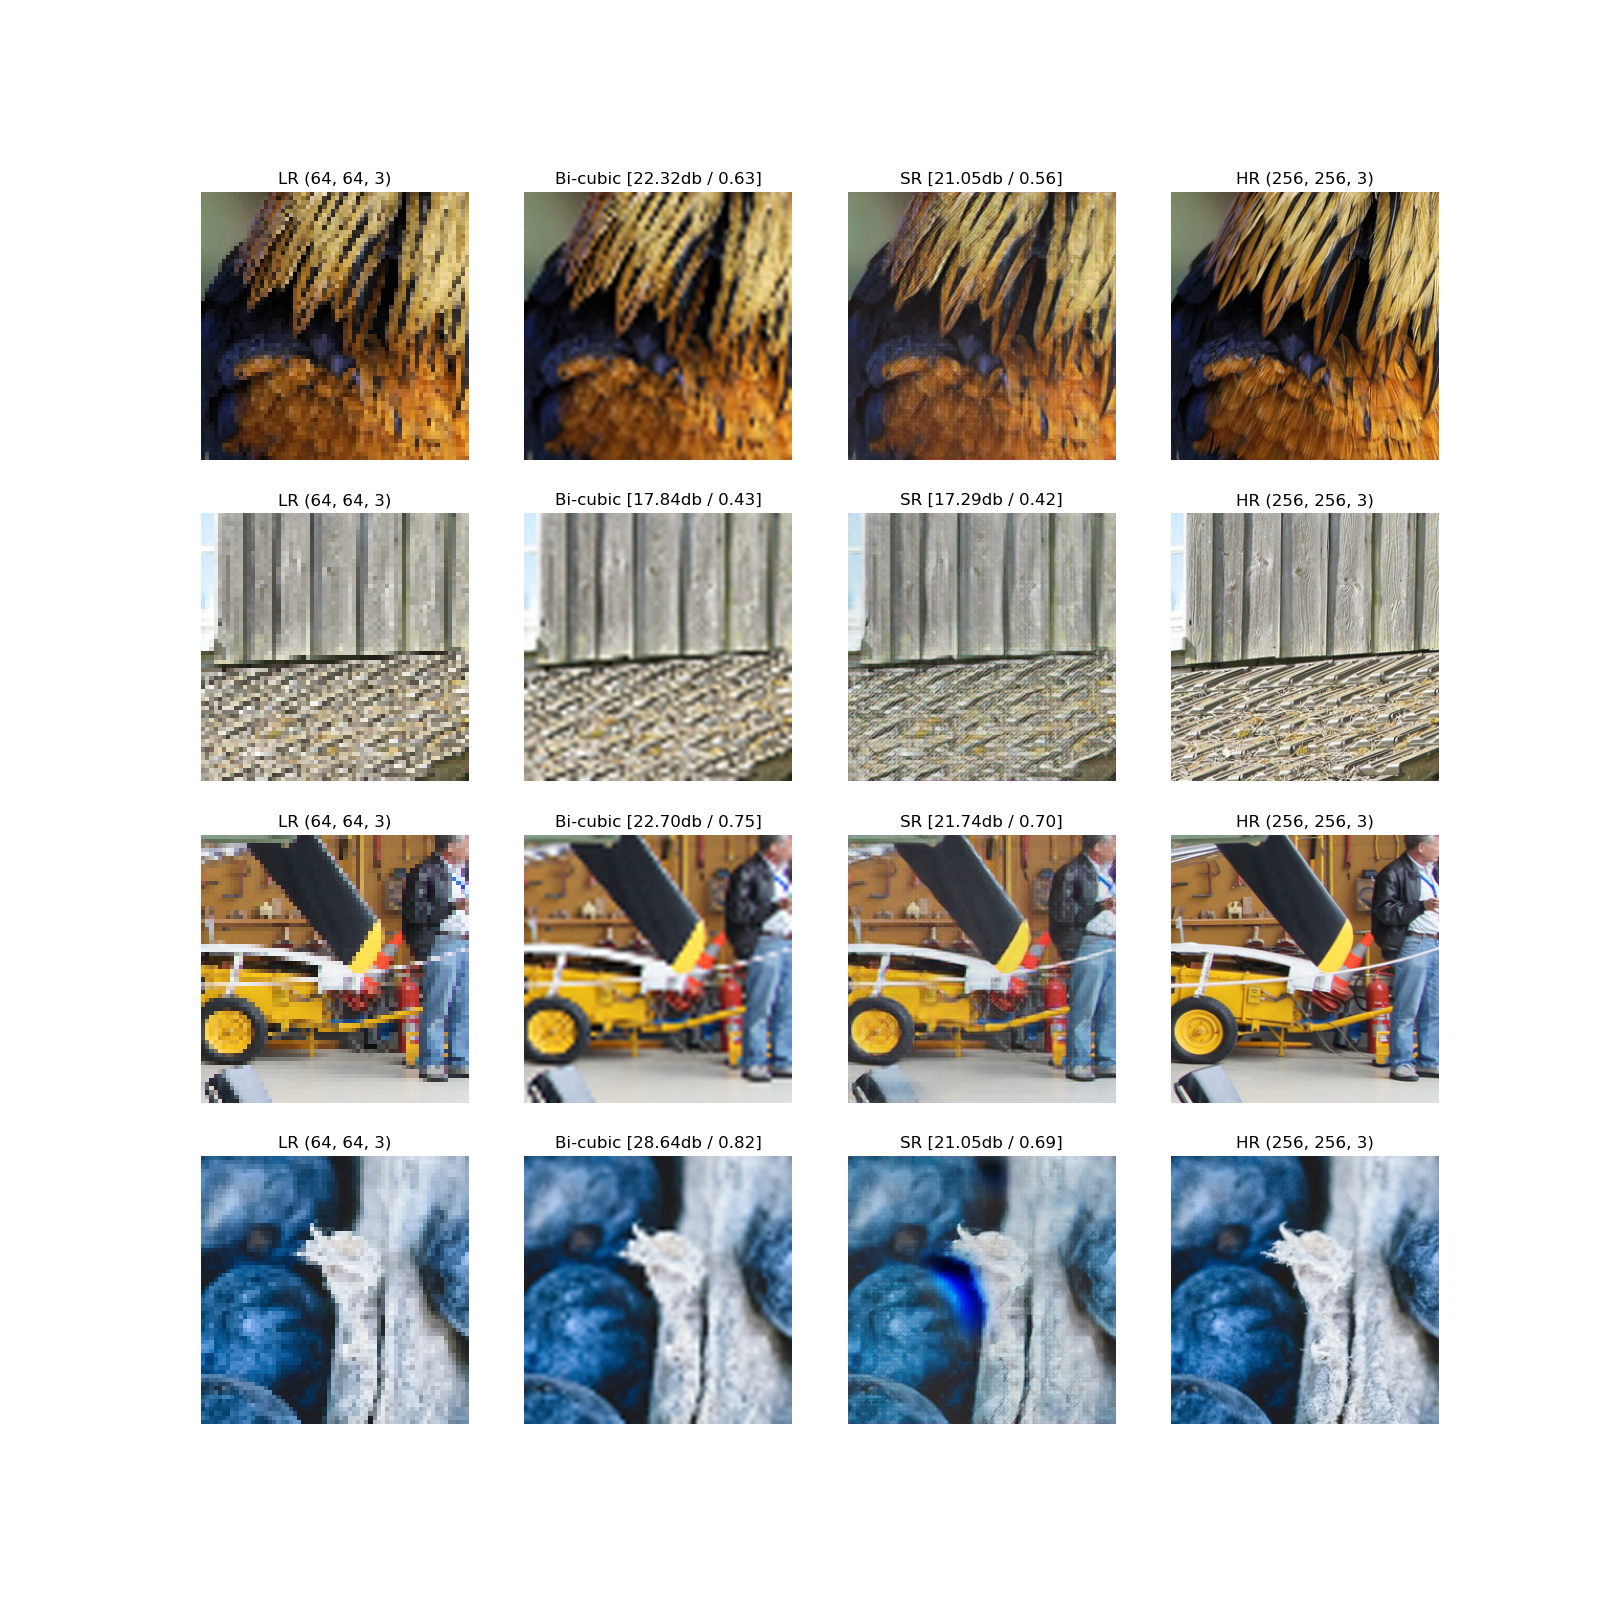 LR (64, 64, 3)
Bi-cubic [22.32db / 0.63]
SR [21.05db / 0.56]
HR (256, 256, 3)
LR (64, 64, 3)
Bi-cubic [17.84db / 0.43]
SR [17.29db / 0.42]
HR (256, 256, 3)
LR (64, 64, 3)
Bi-cubic [22.70db / 0.75]
SR [21.74db / 0.70]
HR (256, 256, 3)
LR (64, 64, 3)
Bi-cubic [28.64db / 0.82]
SR [21.05db / 0.69]
HR (256, 256, 3)